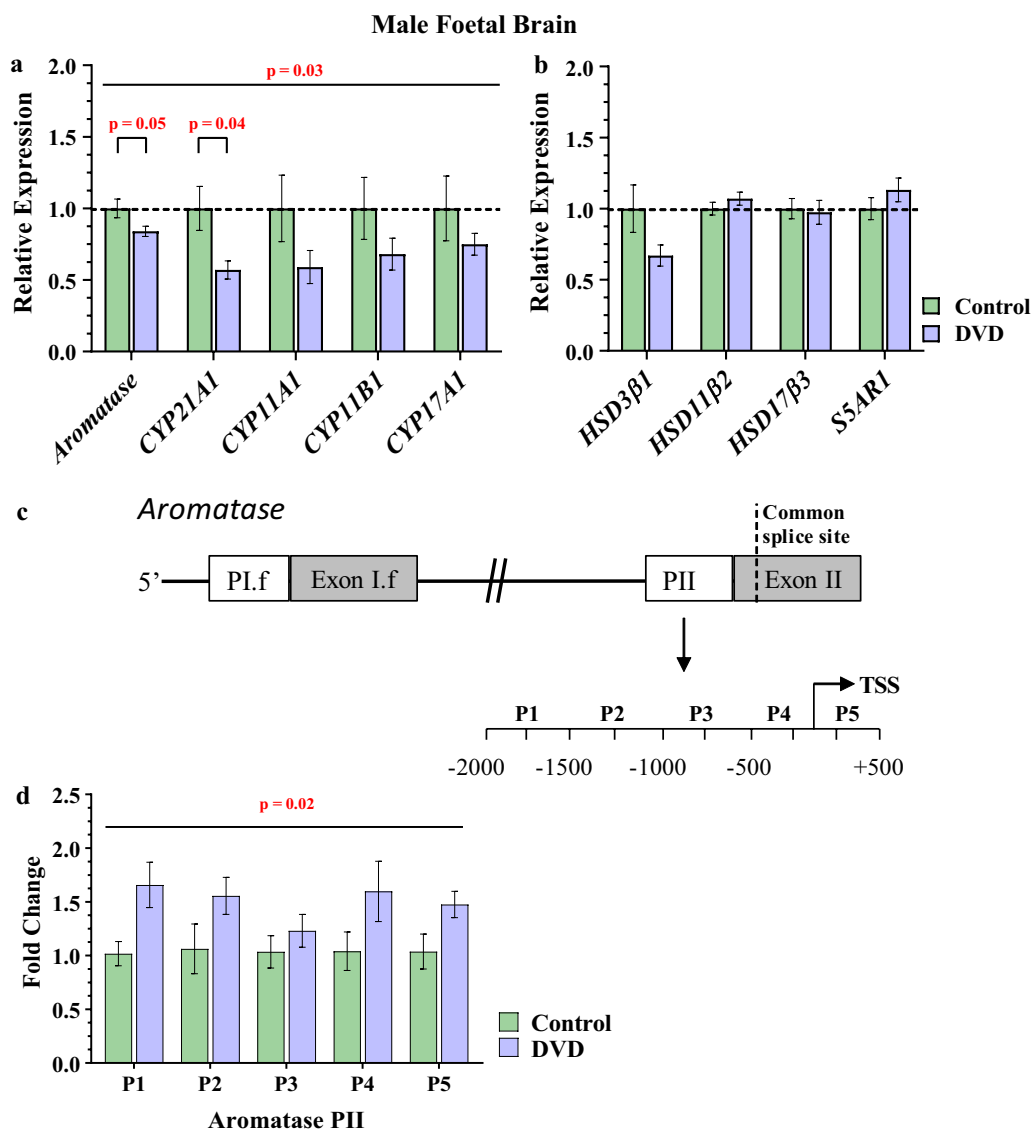 Male Foetal Brain
a
2.0
1.5
1.0
0.5
0.0
Relative Expression
p = 0.03
p = 0.05
p = 0.04
Aromatase
CYP21A1
CYP11A1
CYP11B1
CYP17A1
b
2.0
1.5
1.0
0.5
0.0
Relative Expression
HSD3β1
HSD11β2
HSD17β3
S5AR1
Control
DVD
c
Aromatase
Common
splice site
5’
PI.f
Exon I.f
PII
Exon II
TSS
P1 P2 P3 P4 P5
-2000 -1500 -1000 -500 +500
d
2.5
2.0
1.5
1.0
0.5
0.0
Fold Change
p = 0.02
P1 P2 P3 P4 P5
Aromatase PII
Control
DVD